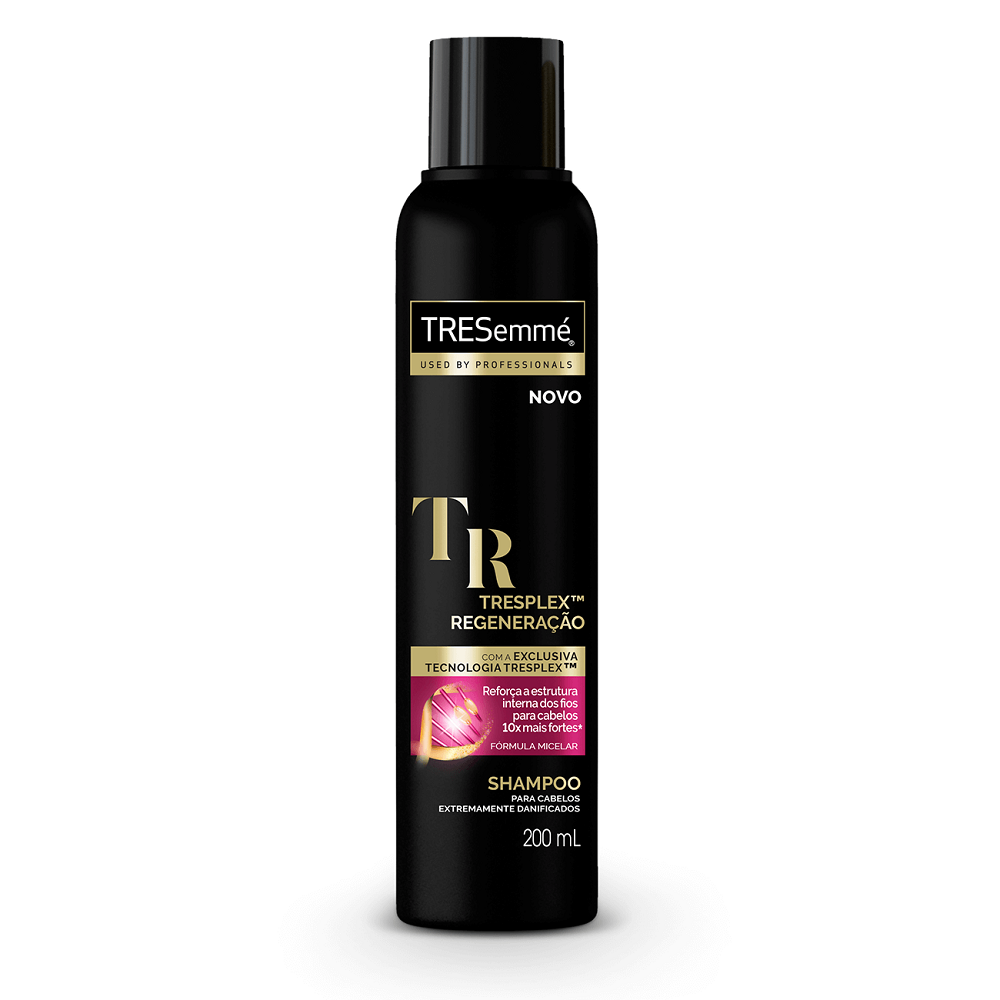 TRESemmé®
USED BY PROFESSIONALS
NOVO
TR
TRESPLEX™
REGENERAÇÃO
COM A EXCLUSIVA
TECNOLOGIA TRESPLEX™
Reforça a estrutura
interna dos fios
para cabelos
10x mais fortes*
FÓRMULA MICELAR
SHAMPOO
PARA CABELOS
EXTREMAMENTE DANIFICADOS
200 mL